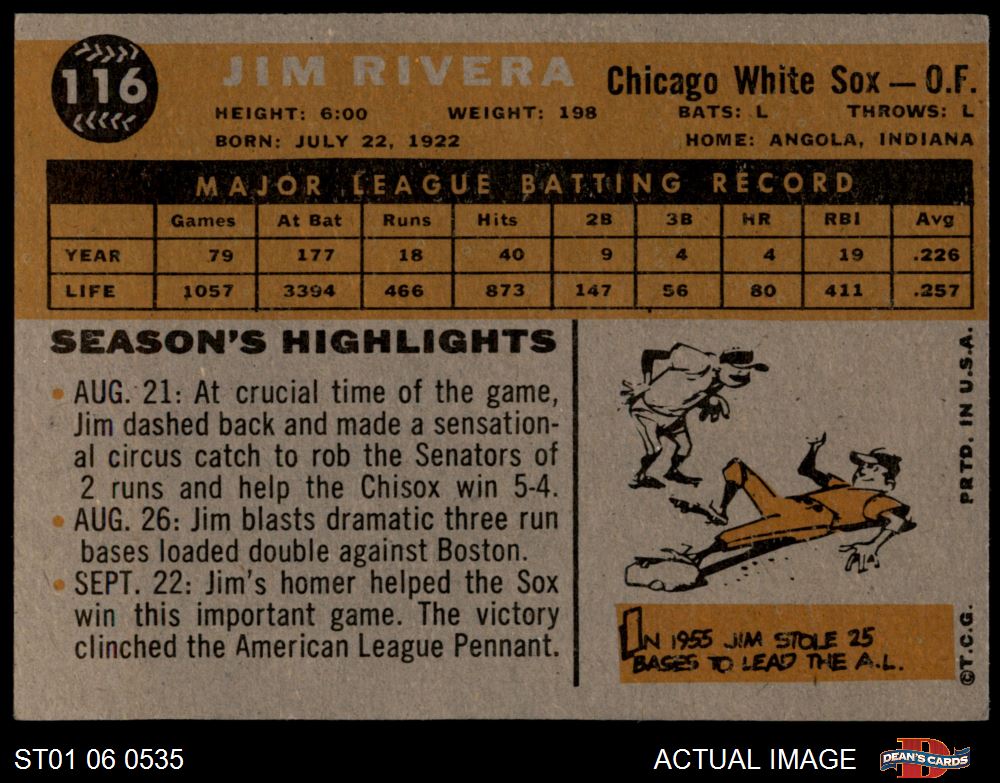 116
JIM RIVERA Chicago White Sox — O.F.
HEIGHT: 6:00 WEIGHT: 198 BATS: L THROWS: L
BORN: JULY 22, 1922 HOME: ANGOLA, INDIANA
MAJOR LEAGUE BATTING RECORD
Games At Bat Runs Hits 2B 3B HR RBI Avg
YEAR 79 177 18 40 9 4 4 19 .226
LIFE 1057 3394 466 873 147 56 80 411 .257
SEASON'S HIGHLIGHTS
• AUG. 21: At crucial time of the game,
Jim dashed back and made a sensation-
al circus catch to rob the Senators of
2 runs and help the Chisox win 5-4.
• AUG. 26: Jim blasts dramatic three run
bases loaded double against Boston.
• SEPT. 22: Jim's homer helped the Sox
win this important game. The victory
clinched the American League Pennant.
IN 1955 JIM STOLE 25
BASES TO LEAD THE A.L.
©T.C.G. PRTD. IN U.S.A.
ST01 06 0535 ACTUAL IMAGE
D
DEAN'S CARDS